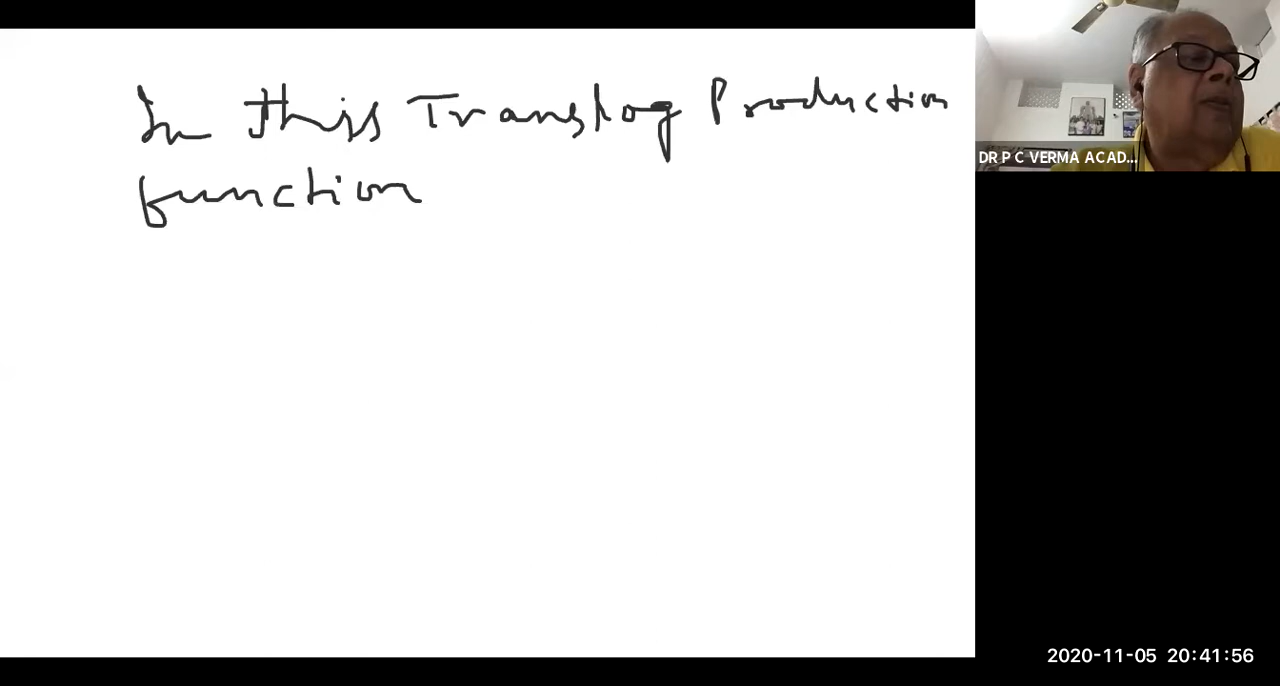 In this Translog Production
function
DR P C VERMA ACAD...
2020-11-05 20:41:56